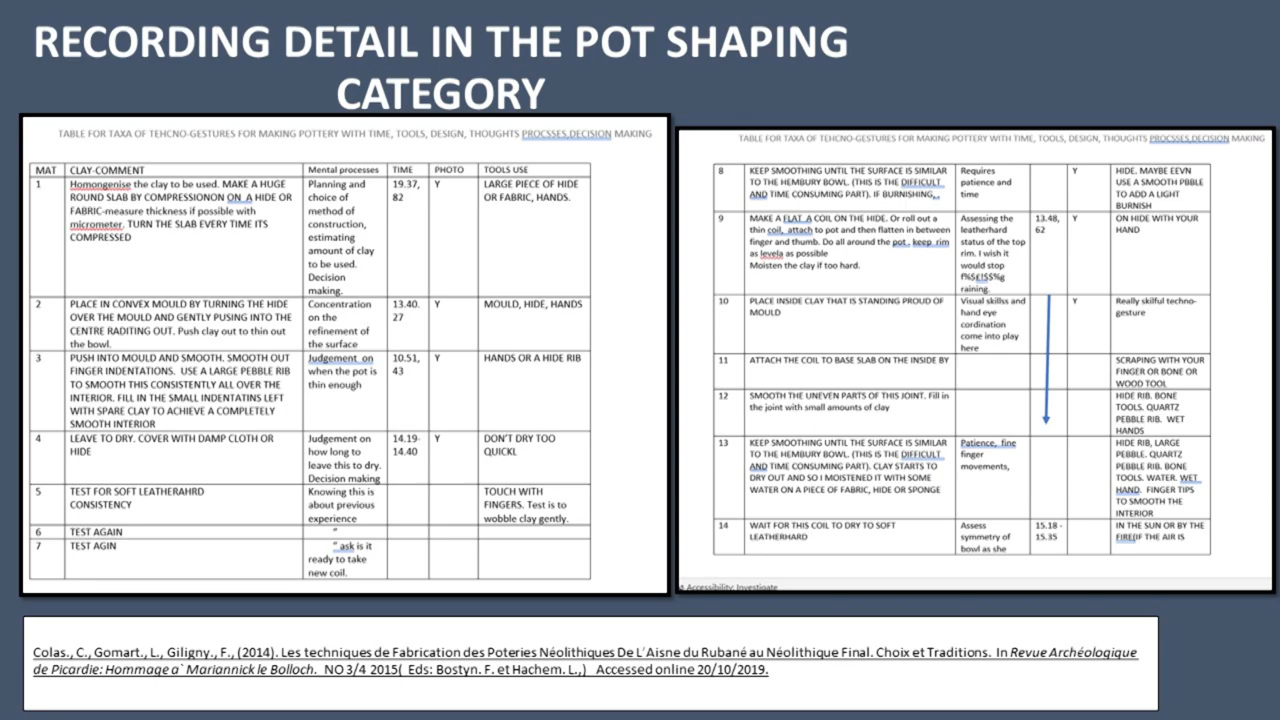 RECORDING DETAIL IN THE POT SHAPING
CATEGORY
TABLE FOR TAXA OF TEHCNO-GESTURES FOR MAKING POTTERY WITH TIME, TOOLS, DESIGN, THOUGHTS PROCSSES,DECISION MAKING
MAT CLAY-COMMENT Mental processes TIME PHOTO TOOLS USE
1 Homongenise the clay to be used. MAKE A HUGE Planning and 19.37, Y LARGE PIECE OF HIDE
ROUND SLAB BY COMPRESSIONON ON A HIDE OR choice of 82 OR FABRIC, HANDS.
FABRIC-measure thickness if possible with method of
micrometer. TURN THE SLAB EVERY TIME ITS construction,
COMPRESSED estimating
amount of clay
to be used.
Decision
making.
2 PLACE IN CONVEX MOULD BY TURNING THE HIDE Concentration 13.40. Y MOULD, HIDE, HANDS
OVER THE MOULD AND GENTLY PUSING INTO THE on the 27
CENTRE RADITING OUT. Push clay out to thin out refinement of
the bowl. the surface
3 PUSH INTO MOULD AND SMOOTH. SMOOTH OUT Judgement on 10.51, Y HANDS OR A HIDE RIB
FINGER INDENTATIONS. USE A LARGE PEBBLE RIB when the pot is 43
TO SMOOTH THIS CONSISTENTLY ALL OVER THE thin enough
INTERIOR. FILL IN THE SMALL INDENTATINS LEFT
WITH SPARE CLAY TO ACHIEVE A COMPLETELY
SMOOTH INTERIOR
4 LEAVE TO DRY. COVER WITH DAMP CLOTH OR Judgement on 14.19- Y DON'T DRY TOO
HIDE how long to 14.40 QUICKL
leave this to dry.
Decision making
5 TEST FOR SOFT LEATHERAHRD Knowing this is TOUCH WITH
CONSISTENCY about previous FINGERS. Test is to
experience wobble clay gently.
6 TEST AGAIN "
7 TEST AGIN " ask is it
ready to take
new coil.
TABLE FOR TAXA OF TEHCNO-GESTURES FOR MAKING POTTERY WITH TIME, TOOLS, DESIGN, THOUGHTS PROCSSES,DECISION MAKING
8 KEEP SMOOTHING UNTIL THE SURFACE IS SIMILAR Requires Y HIDE. MAYBE EEVN
TO THE HEMBURY BOWL. (THIS IS THE DIFFICULT patience and USE A SMOOTH PBBLE
AND TIME CONSUMING PART). IF BURNISHING,. time TO ADD A LIGHT
BURNISH
9 MAKE A FLAT A COIL ON THE HIDE. Or roll out a Assessing the 13.48, Y ON HIDE WITH YOUR
thin coil, attach to pot and then flatten in between leatherhard 62 HAND
finger and thumb. Do all around the pot, keep rim status of the top
as levela as possible rim. I wish it
Moisten the clay if too hard. would stop
f%$£!$$%g
raining.
10 PLACE INSIDE CLAY THAT IS STANDING PROUD OF Visual skillss and Y Really skilful techno-
MOULD hand eye gesture
cordination
come into play
here
11 ATTACH THE COIL TO BASE SLAB ON THE INSIDE BY SCRAPING WITH YOUR
FINGER OR BONE OR
WOOD TOOL
12 SMOOTH THE UNEVEN PARTS OF THIS JOINT. Fill in HIDE RIB. BONE
the joint with small amounts of clay TOOLS. QUARTZ
PEBBLE RIB. WET
HANDS
13 KEEP SMOOTHING UNTIL THE SURFACE IS SIMILAR Patience, fine HIDE RIB, LARGE
TO THE HEMBURY BOWL. (THIS IS THE DIFFICULT finger PEBBLE. QUARTZ
AND TIME CONSUMING PART). CLAY STARTS TO movements, PEBBLE RIB. BONE
DRY OUT AND SO I MOISTENED IT WITH SOME TOOLS. WATER. WET
WATER ON A PIECE OF FABRIC, HIDE OR SPONGE HAND. FINGER TIPS
TO SMOOTH THE
INTERIOR
14 WAIT FOR THIS COIL TO DRY TO SOFT Assess 15.18 - IN THE SUN OR BY THE
LEATHERHARD symmetry of 15.35 FIRE(IF THE AIR IS
bowl as she
Accessibility: Investigate
Colas., C., Gomart., L., Giligny., F., (2014). Les techniques de Fabrication des Poteries Néolithiques De L'Aisne du Rubané au Néolithique Final. Choix et Traditions. In Revue Archéologique
de Picardie: Hommage a` Mariannick le Bolloch. NO 3/4 2015( Eds: Bostyn. F. et Hachem. L.,) Accessed online 20/10/2019.